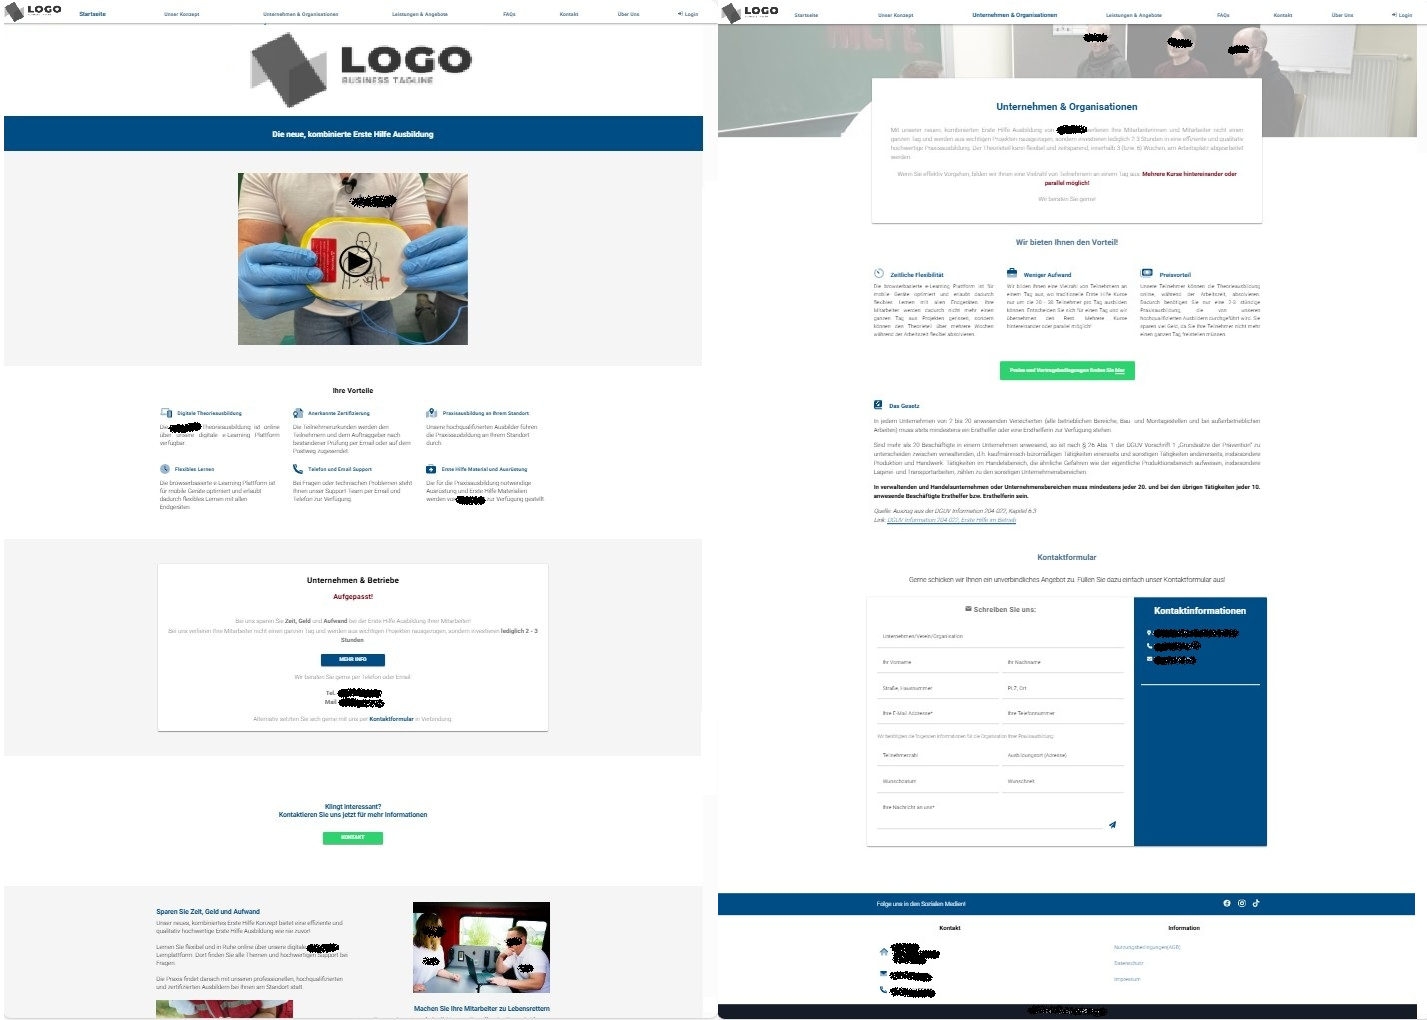 LOGO
Startseite
Unser Konzept
Unternehmen & Organisationen
Leistungen & Angebote
FAQs
Kontakt
Über Uns
Login
LOGO
BUSINESS TAGLINE
Die neue, kombinierte Erste Hilfe Ausbildung
Ihre Vorteile
Digitale Theorieausbildung
Die Theorieausbildung ist online
über unsere digitale e-Learning Plattform
verfügbar
Anerkannte Zertifizierung
Die Teilnehmerurkunden werden den
Teilnehmern und dem Auftraggeber nach
bestandener Prüfung per Email oder auf dem
Postweg zugesendet.
Praxisausbildung an Ihrem Standort
Unsere hochqualifizierten Ausbilder führen
die Praxisausbildung an Ihrem Standort
durch
Flexibles Lernen
Die browserbasierte e-Learning Plattform ist
für mobile Geräte optimiert und erlaubt
dadurch flexibles Lernen mit allen
Endgeräten
Telefon und Email Support
Bei Fragen oder technischen Problemen steht
Ihnen unser Support Team per Email und
Telefon zur Verfügung
Erste Hilfe Material und Ausrüstung
Die für die Praxisausbildung notwendige
Ausrüstung und Erste Hilfe Materialien
werden von zur Verfügung gestellt
Unternehmen & Betriebe
Aufgepasst!
Bei uns sparen Sie Zeit, Geld und Aufwand bei der Erste Hilfe Ausbildung Ihrer Mitarbeiter!
Bei uns verlieren Ihre Mitarbeiter nicht einen ganzen Tag und werden aus wichtigen Projekten rausgezogen, sondern investieren lediglich 2 - 3
Stunden
MEHR INFO
Wir beraten Sie gerne per Telefon oder Email
Tel.
Mail
Alternativ setzten Sie sich gerne mit uns per Kontaktformular in Verbindung.
Klingt interessant?
Kontaktieren Sie uns jetzt für mehr Informationen
KONTAKT
Sparen Sie Zeit, Geld und Aufwand
Unser neues, kombiniertes Erste Hilfe Konzept bietet eine effiziente und
qualitativ hochwertige Erste Hilfe Ausbildung wie nie zuvor!
Lernen Sie flexibel und in Ruhe online über unsere digitale
Lernplattform. Dort finden Sie alle Themen und hochwertigen Support bei
Fragen.
Die Praxis findet danach mit unseren professionellen, hochqualifizierten
und zertifizierten Ausbildern bei Ihnen am Standort statt
Machen Sie Ihre Mitarbeiter zu Lebensrettern
LOGO
Startseite
Unser Konzept
Unternehmen & Organisationen
Leistungen & Angebote
FAQs
Kontakt
Über Uns
Login
Unternehmen & Organisationen
Mit unserer neuen, kombinierten Erste Hilfe Ausbildung von verlieren Ihre Mitarbeiterinnen und Mitarbeiter nicht einen
ganzen Tag und werden aus wichtigen Projekten rausgezogen, sondern investieren lediglich 2-3 Stunden in eine effiziente und qualitativ
hochwertige Praxisausbildung. Der Theorieteil kann flexibel und zeitsparend, innerhalb 3 (bzw. 6) Wochen, am Arbeitsplatz abgearbeitet
werden.
Wenn Sie effektiv Vorgehen, bilden wir Ihnen eine Vielzahl von Teilnehmern an einem Tag aus. Mehrere Kurse hintereinander oder
parallel möglich!
Wir beraten Sie gerne!
Wir bieten Ihnen den Vorteil!
Zeitliche Flexibilität
Die browserbasierte e-Learning Plattform ist für
mobile Geräte optimiert und erlaubt dadurch
flexibles Lernen mit allen Endgeräten. Ihre
Mitarbeiter werden dadurch nicht mehr einen
ganzen Tag aus Projekten gerissen, sondern
können den Theorieteil über mehrere Wochen
während der Arbeitszeit flexibel absolvieren.
Weniger Aufwand
Wir bilden Ihnen eine Vielzahl von Teilnehmern an
einem Tag aus, wo traditionelle Erste Hilfe Kurse
nur um die 20 - 30 Teilnehmer pro Tag ausbilden
können. Entscheiden Sie sich für einen Tag und wir
übernehmen den Rest. Mehrere Kurse
hintereinander oder parallel möglich!
Preisvorteil
Unsere Teilnehmer können die Theorieausbildung
online, während der Arbeitszeit, absolvieren.
Dadurch benötigen Sie nur eine 2-3 stündige
Praxisausbildung die von unseren
hochqualifizierten Ausbildern durchgeführt wird. Sie
sparen viel Geld, da Sie Ihre Teilnehmer nicht mehr
einen ganzen Tag freistellen müssen.
Preise und Vertragsbedingungen finden Sie hier
Das Gesetz
In jedem Unternehmen von 2 bis 20 anwesenden Versicherten (alle betrieblichen Bereiche, Bau- und Montagestellen und bei außerbetrieblichen
Arbeiten) muss stets mindestens ein Ersthelfer oder eine Ersthelferin zur Verfügung stehen.
Sind mehr als 20 Beschäftigte in einem Unternehmen anwesend, so ist nach § 26 Abs. 1 der DGUV Vorschrift 1 „Grundsätze der Prävention“ zu
unterscheiden zwischen verwaltenden, d.h. kaufmännisch büromäßigen Tätigkeiten einerseits und sonstigen Tätigkeiten andererseits, insbesondere
Produktion und Handwerk. Tätigkeiten im Handelsbereich, die ähnliche Gefahren wie der eigentliche Produktionsbereich aufweisen, insbesondere
Lagerei- und Transportarbeiten, zählen zu den sonstigen Unternehmensbereichen.
In verwaltenden und Handelsunternehmen oder Unternehmensbereichen muss mindestens jeder 20. und bei den übrigen Tätigkeiten jeder 10.
anwesende Beschäftigte Ersthelfer bzw. Ersthelferin sein.
Quelle: Auszug aus der DGUV Information 204-022, Kapitel 6.3
Link: DGUV Information 204-022, Erste Hilfe im Betrieb
Kontaktformular
Gerne schicken wir Ihnen ein unverbindliches Angebot zu. Füllen Sie dazu einfach unser Kontaktformular aus!
Schreiben Sie uns:
Unternehmen/Verein/Organisation
Ihr Vorname
Ihr Nachname
Straße, Hausnummer
PLZ, Ort
Ihre E-Mail Addresse*
Ihre Telefonnummer
Wir benötigten die folgenden Informationen für die Organisation Ihrer Praxisausbildung:
Teilnehmerzahl
Ausbildungsort (Adresse)
Wunschdatum
Wunschzeit
Ihre Nachricht an uns*
Kontaktinformationen
Folge uns in den Sozialen Medien!
Kontakt
Information
Nutzungsbedingungen(AGB)
Datenschutz
Impressum